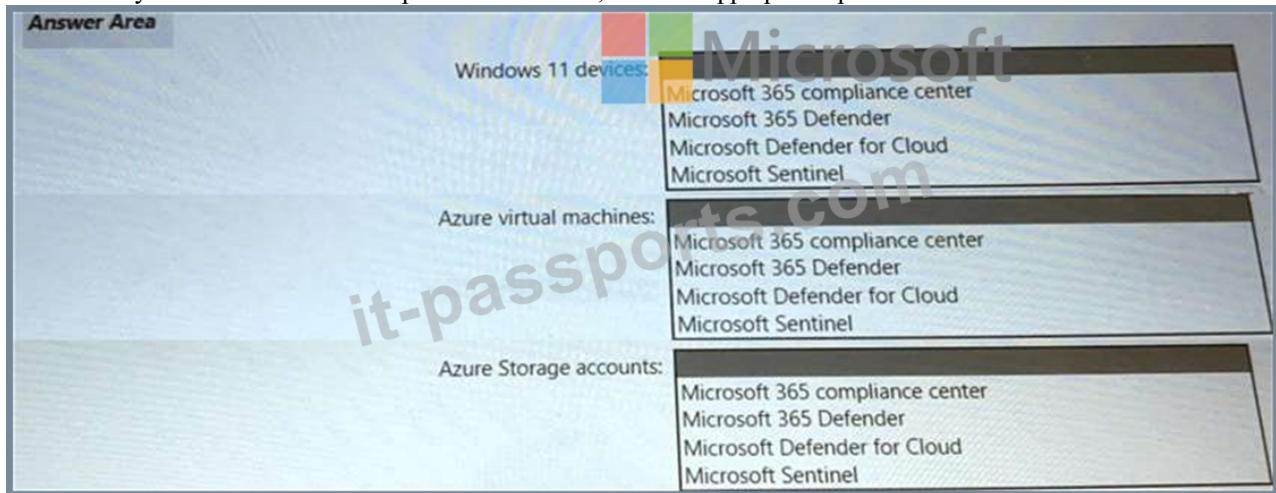 Answer Area
Microsoft
Windows 11 devices:
Microsoft 365 compliance center
Microsoft 365 Defender
Microsoft Defender for Cloud
Microsoft Sentinel
it-passports.com
Azure virtual machines:
Microsoft 365 compliance center
Microsoft 365 Defender
Microsoft Defender for Cloud
Microsoft Sentinel
Azure Storage accounts:
Microsoft 365 compliance center
Microsoft 365 Defender
Microsoft Defender for Cloud
Microsoft Sentinel